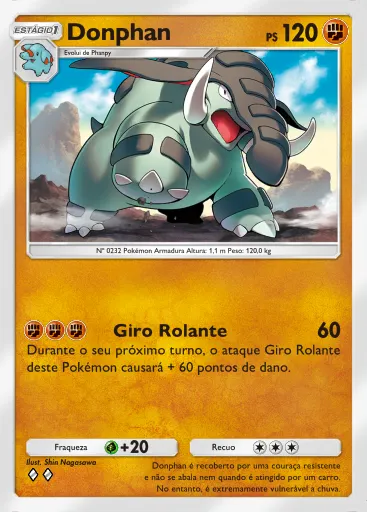 ESTÁGIO 1
Donphan
PS 120
Evolui de Phanpy
Nº 0232 Pokémon Armadura Altura: 1,1 m Peso: 120.0 kg
Giro Rolante 60
Durante o seu próximo turno, o ataque Giro Rolante
deste Pokémon causará + 60 pontos de dano.
Fraqueza +20 Recuo
Ilust. Shin Nagasawa
Donphan é recoberto por uma couraça resistente
e não se abala nem quando é atingido por um carro.
No entanto, é extremamente vulnerável a chuva.